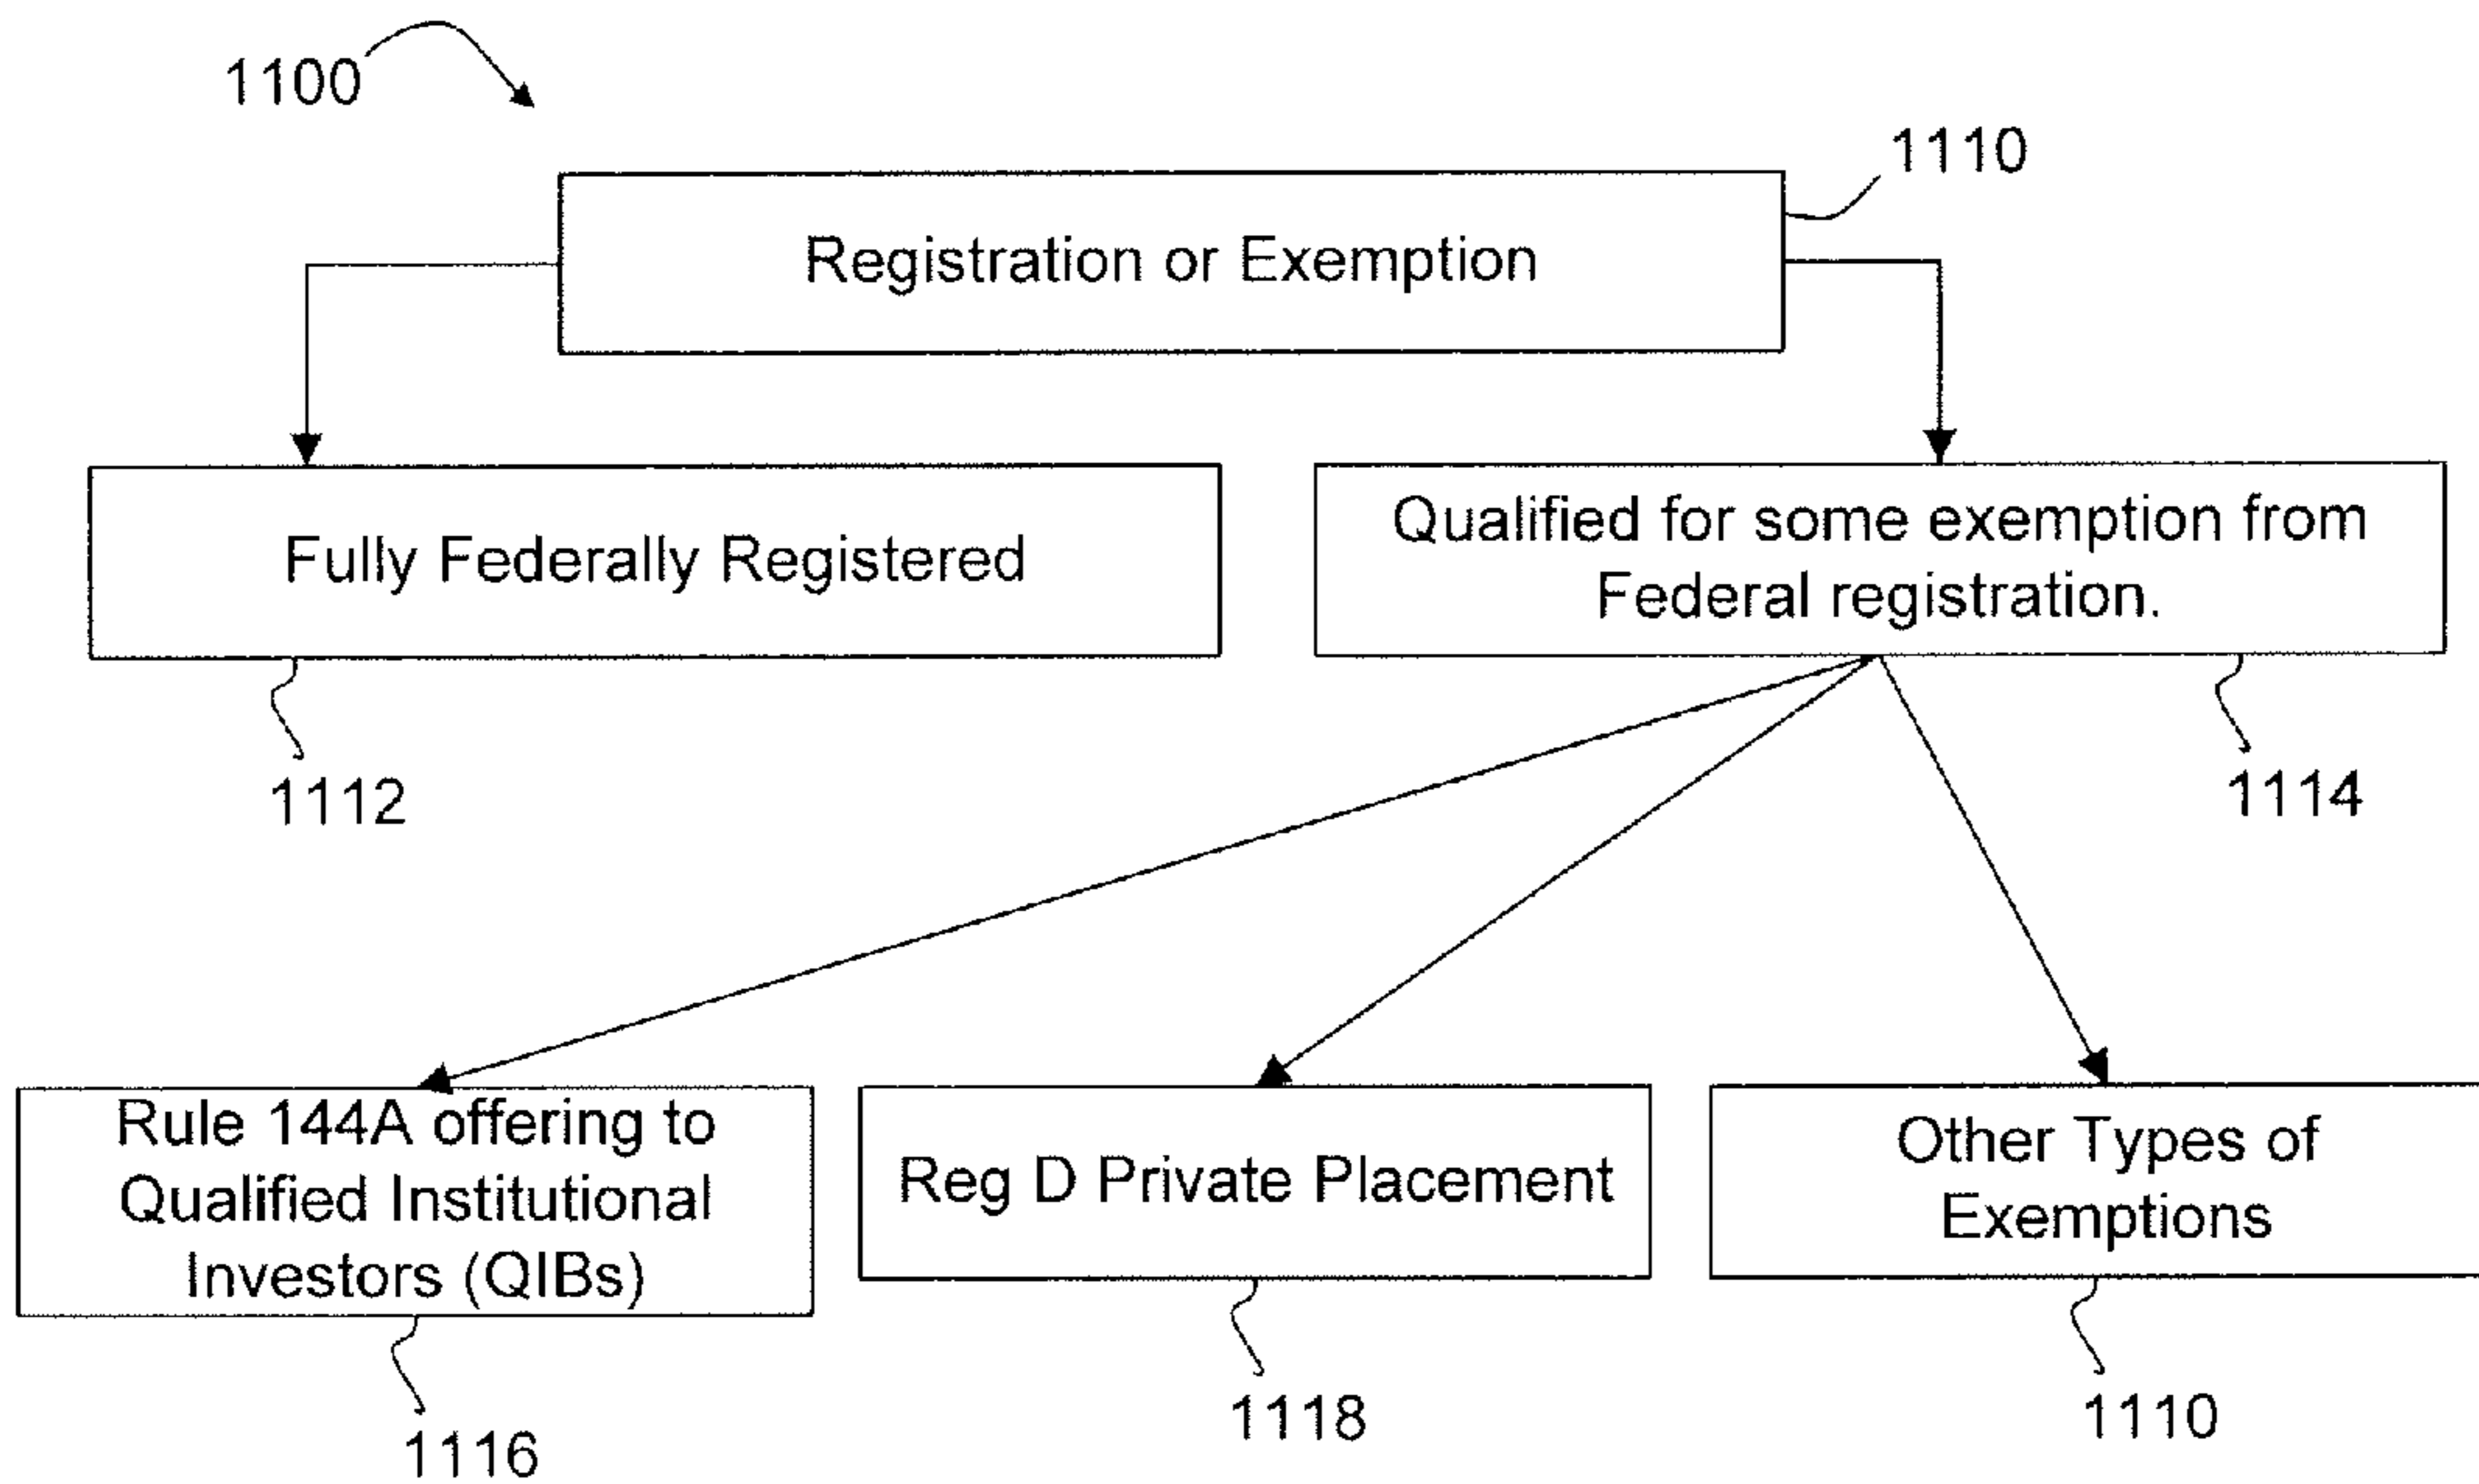 1100
1110
Registration or Exemption
Fully Federally Registered
Qualified for some exemption from
Federal registration.
1112
1114
Rule 144A offering to
Qualified Institutional
Investors (QIBs)
Reg D Private Placement
Other Types of
Exemptions
1116
1118
1110